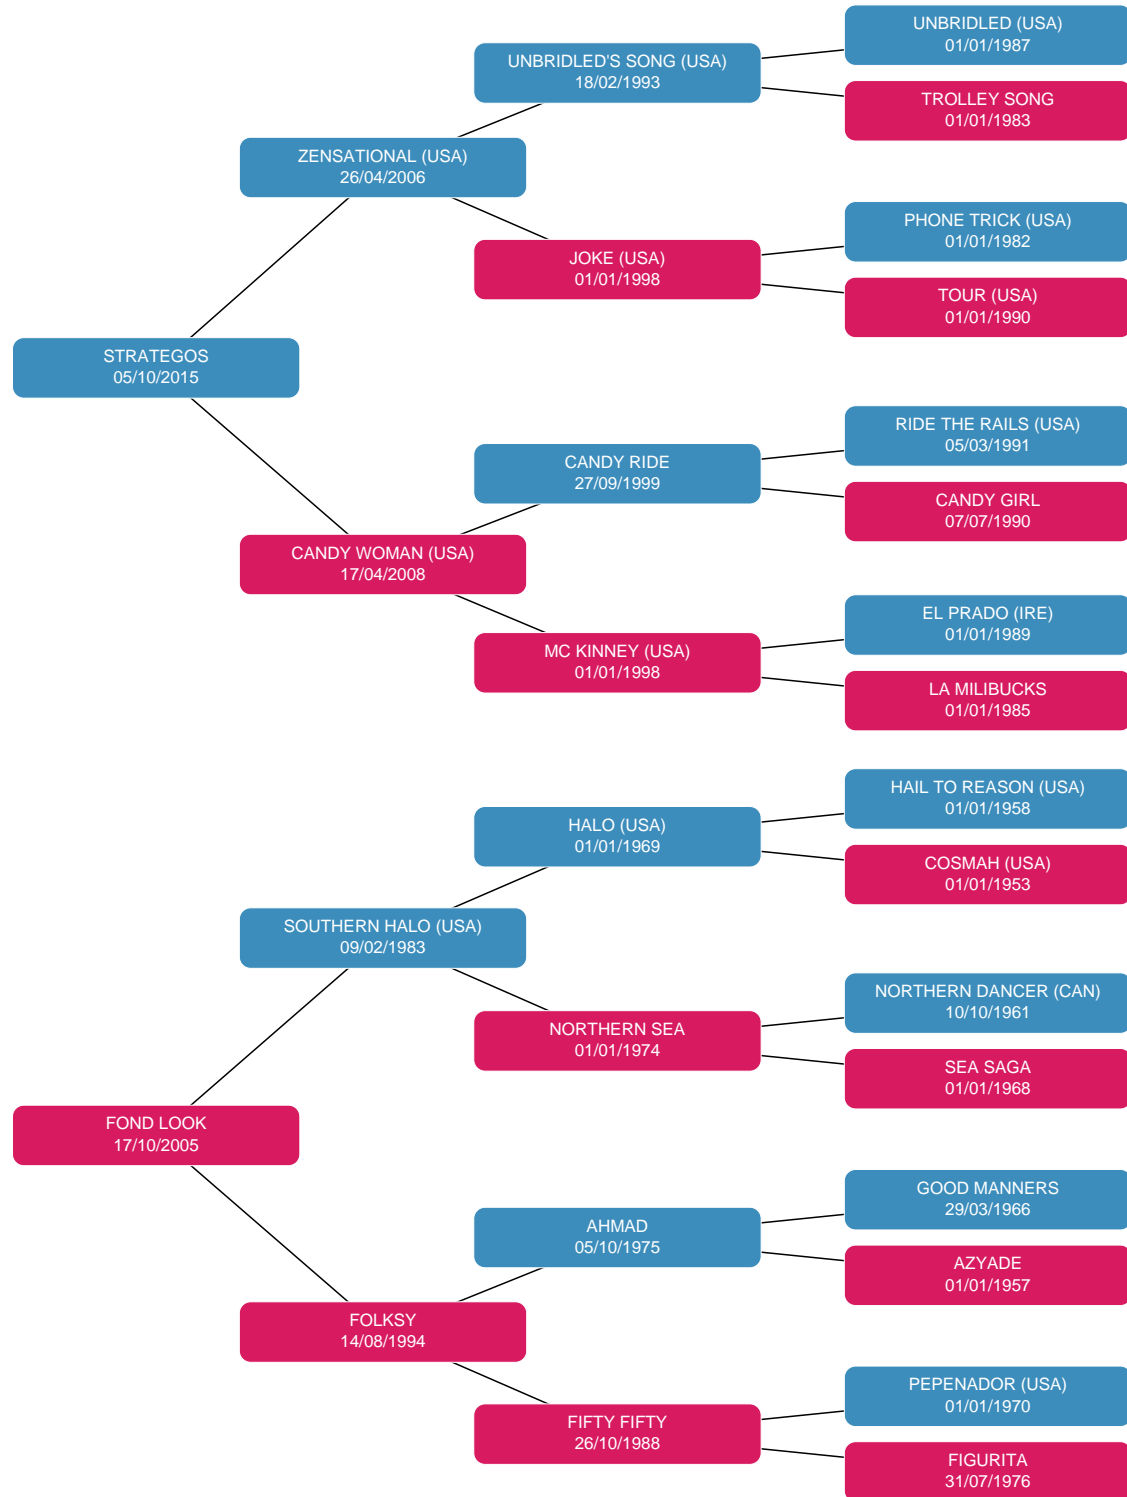 UNBRIDLED (USA)
01/01/1987
UNBRIDLED'S SONG (USA)
18/02/1993
TROLLEY SONG
01/01/1983
ZENSATIONAL (USA)
26/04/2006
PHONE TRICK (USA)
01/01/1982
JOKE (USA)
01/01/1998
TOUR (USA)
01/01/1990
STRATEGOS
05/10/2015
RIDE THE RAILS (USA)
05/03/1991
CANDY RIDE
27/09/1999
CANDY GIRL
07/07/1990
CANDY WOMAN (USA)
17/04/2008
EL PRADO (IRE)
01/01/1989
MC KINNEY (USA)
01/01/1998
LA MILIBUCKS
01/01/1985
HAIL TO REASON (USA)
01/01/1958
HALO (USA)
01/01/1969
COSMAH (USA)
01/01/1953
SOUTHERN HALO (USA)
09/02/1983
NORTHERN DANCER (CAN)
10/10/1961
NORTHERN SEA
01/01/1974
SEA SAGA
01/01/1968
FOND LOOK
17/10/2005
GOOD MANNERS
29/03/1966
AHMAD
05/10/1975
AZYADE
01/01/1957
FOLKSY
14/08/1994
PEPENADOR (USA)
01/01/1970
FIFTY FIFTY
26/10/1988
FIGURITA
31/07/1976